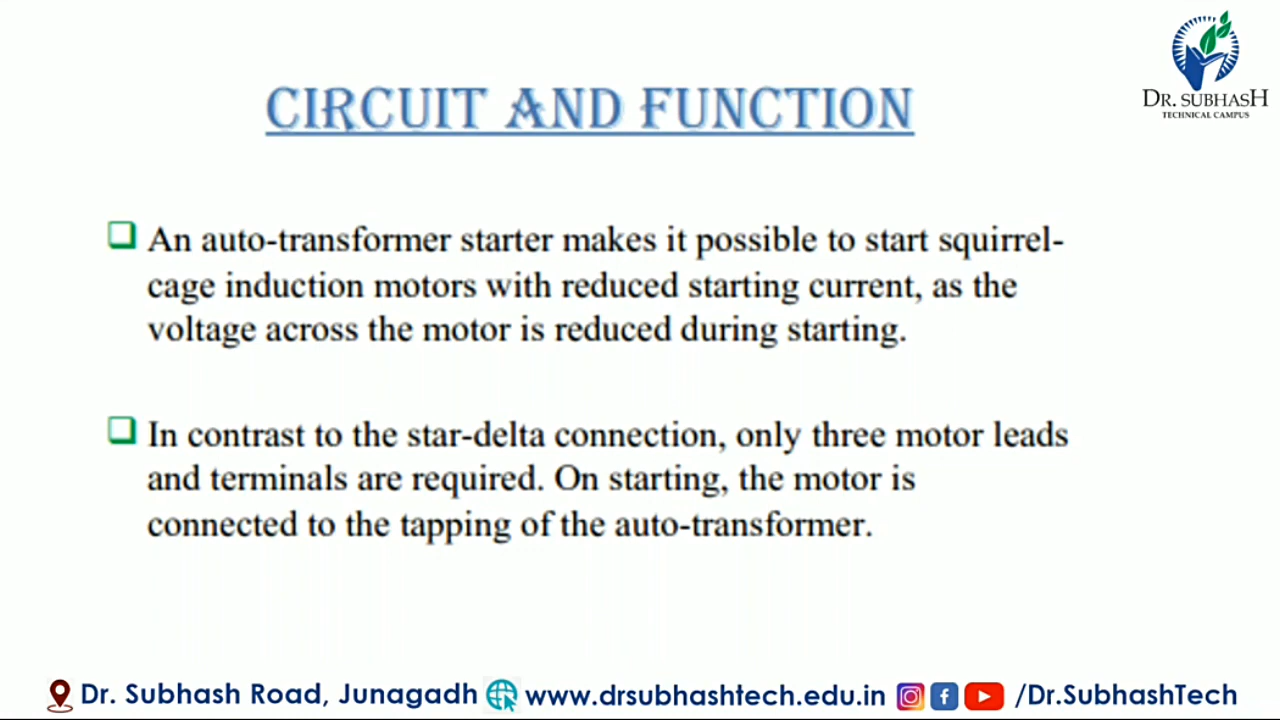 DR. SUBHASH
TECHNICAL CAMPUS
CIRCUIT AND FUNCTION
An auto-transformer starter makes it possible to start squirrel-
cage induction motors with reduced starting current, as the
voltage across the motor is reduced during starting.
In contrast to the star-delta connection, only three motor leads
and terminals are required. On starting, the motor is
connected to the tapping of the auto-transformer.
Dr. Subhash Road, Junagadh www.drsubhashtech.edu.in /Dr.SubhashTech